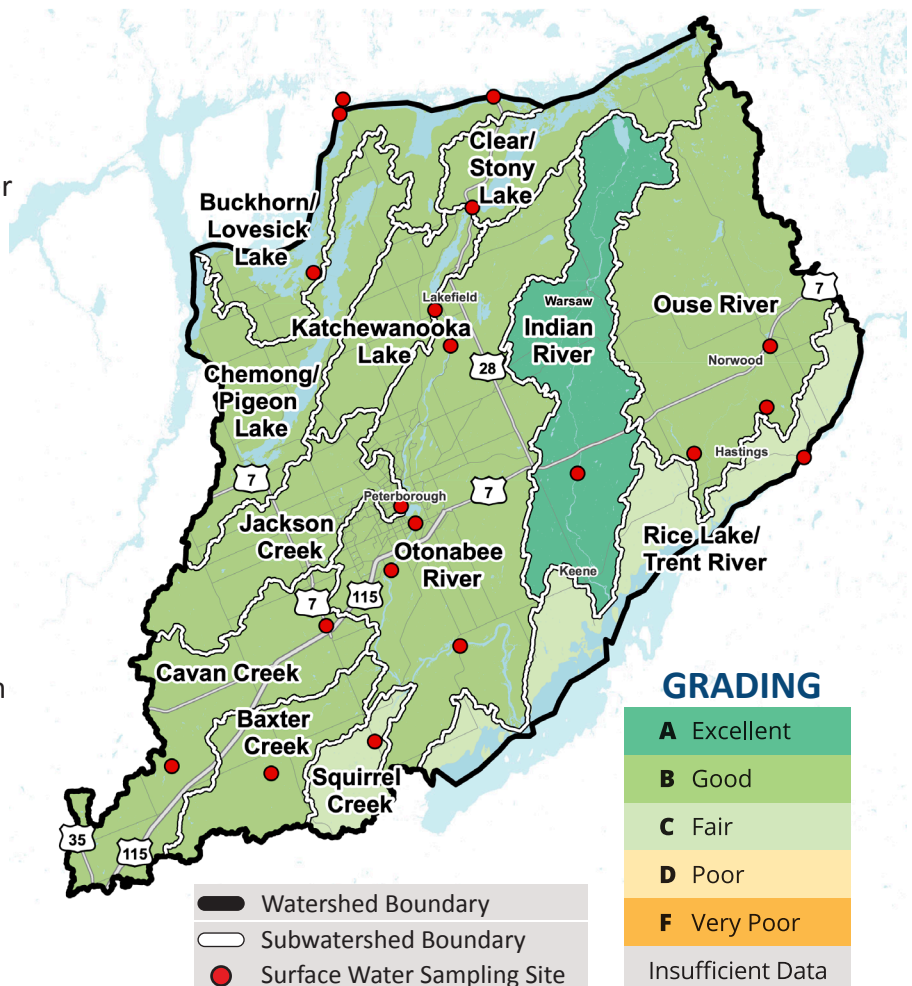 r
Clear/
Stony
Lake
Buckhorn/
Lovesick
Lake
7
Lakefield
Warsaw
Ouse River
Katchewanooka
Lake
Indian
River
Norwood
28
Chemong/
Pigeon
Lake
Hastings
7
7
Peterborough
Jackson
Creek
Rice Lake/
Trent River
Otonabee
River
Keene
115
7
Cavan Creek
n
GRADING
Baxter
Creek
A Excellent
Squirrel
Creek
B Good
C Fair
35
115
D Poor
Watershed Boundary
F Very Poor
Subwatershed Boundary
Surface Water Sampling Site
Insufficient Data